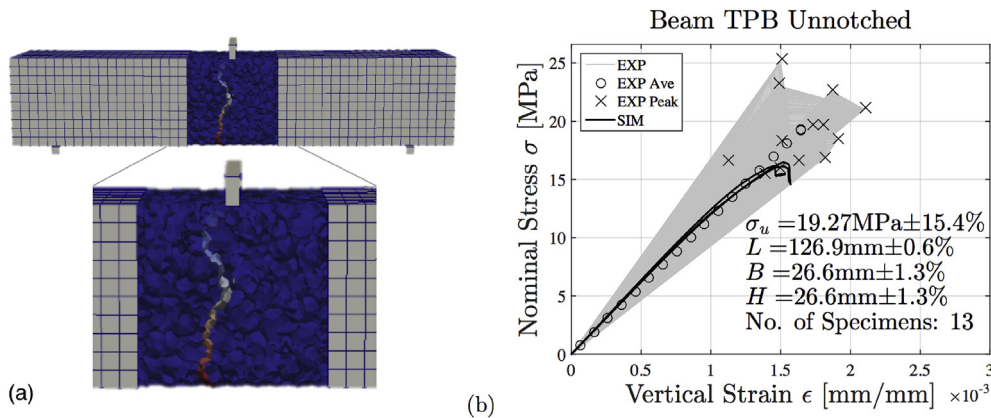 (a)
Beam TPB Unnotched
Nominal Stress σ [MPa]
25
20
15
10
5
0
EXP
EXP Ave
EXP Peak
SIM
σu =19.27MPa±15.4%
L =126.9mm±0.6%
B =26.6mm±1.3%
H =26.6mm±1.3%
No. of Specimens: 13
0 0.5 1 1.5 2 2.5 3
Vertical Strain ϵ [mm/mm] ×10⁻³
(b)